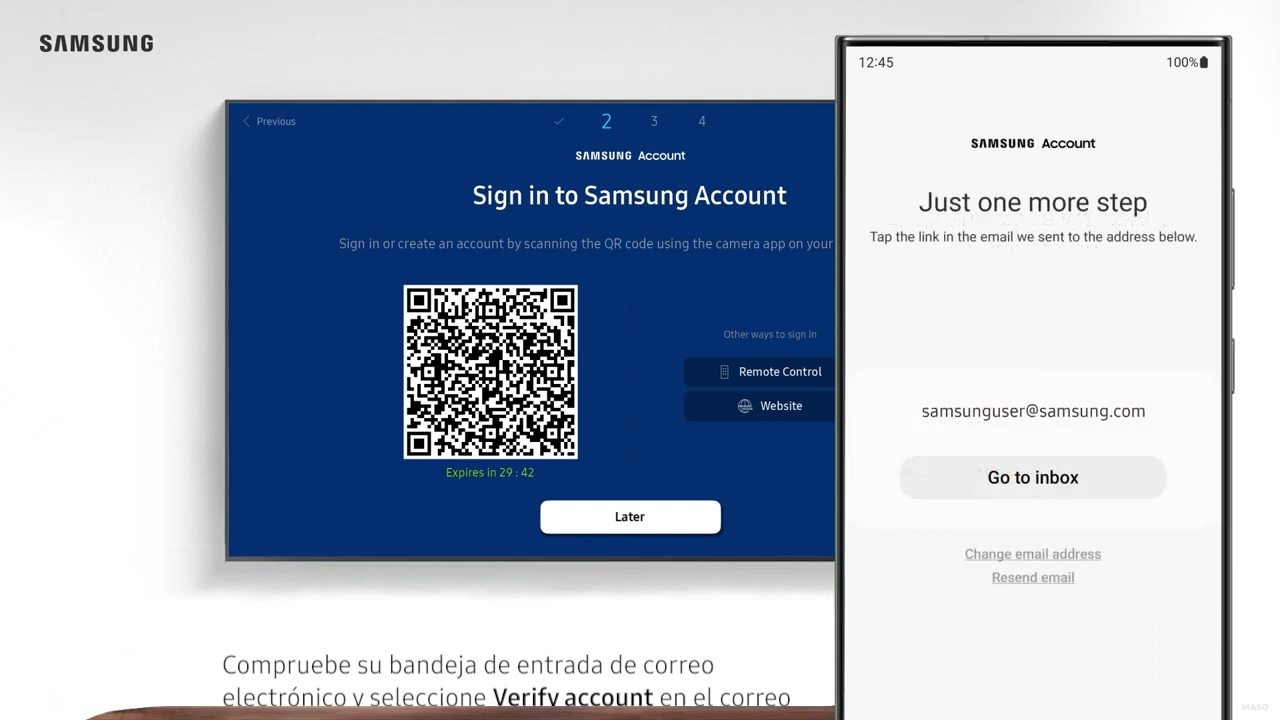 SAMSUNG
Previous
2 3 4
SAMSUNG Account
Sign in to Samsung Account
Sign in or create an account by scanning the QR code using the camera app on your
Other ways to sign in
Remote Control
Website
Expires in 29 : 42
Later
12:45
100%
SAMSUNG Account
Just one more step
Tap the link in the email we sent to the address below.
samsunguser@samsung.com
Go to inbox
Change email address
Resend email
Compruebe su bandeja de entrada de correo
electrónico y seleccione Verify account en el correo
MASO